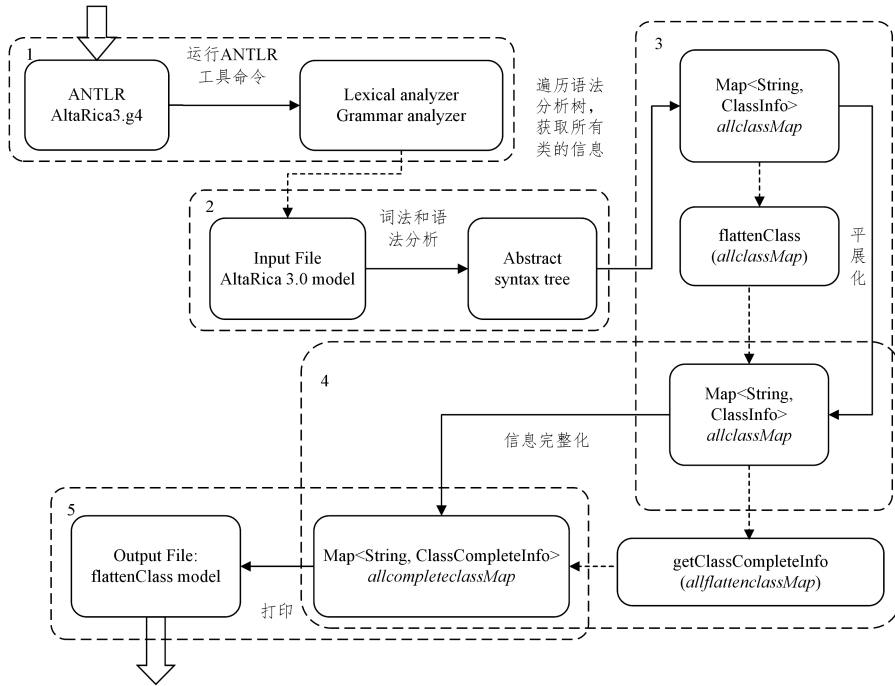 1
ANTLR
AltaRica3.g4
运行ANTLR
工具命令
Lexical analyzer
Grammar analyzer
遍历语法
分析树，
获取所有
类的信息
3
Map<String,
ClassInfo>
allclassMap
2
Input File
AltaRica 3.0 model
词法和语
法分析
Abstract
syntax tree
flattenClass
(allclassMap)
平
展
化
4
Map<String,
ClassInfo>
allclassMap
信息完整化
5
Output File:
flattenClass model
打印
Map<String, ClassCompleteInfo>
allcompleteclassMap
getClassCompleteInfo
(allflattenclassMap)